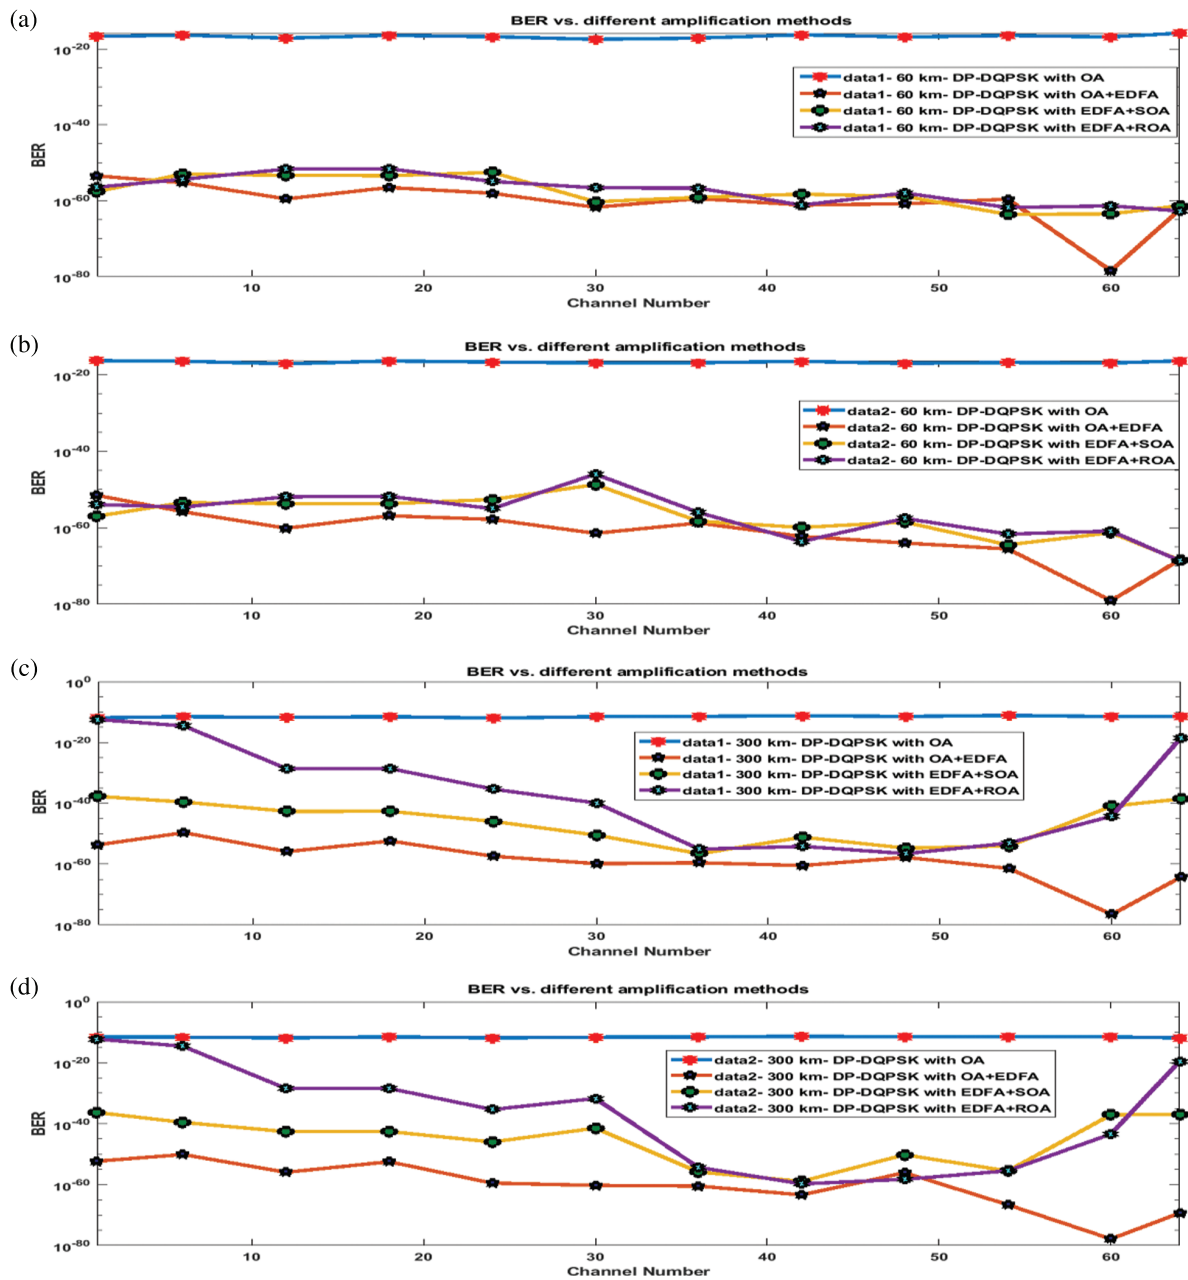 (a)
BER vs. different amplification methods
10-20
10-40
10-60
10-80
BER
data1- 60 km- DP-DQPSK with OA
data1- 60 km- DP-DQPSK with OA+EDFA
data1- 60 km- DP-DQPSK with EDFA+SOA
data1- 60 km- DP-DQPSK with EDFA+ROA
10 20 30 40 50 60
Channel Number
(b)
BER vs. different amplification methods
10-20
10-40
10-60
10-80
BER
data2- 60 km- DP-DQPSK with OA
data2- 60 km- DP-DQPSK with OA+EDFA
data2- 60 km- DP-DQPSK with EDFA+SOA
data2- 60 km- DP-DQPSK with EDFA+ROA
10 20 30 40 50 60
Channel Number
(c)
BER vs. different amplification methods
100
10-20
10-40
10-60
10-80
BER
data1- 300 km- DP-DQPSK with OA
data1- 300 km- DP-DQPSK with OA+EDFA
data1- 300 km- DP-DQPSK with EDFA+SOA
data1- 300 km- DP-DQPSK with EDFA+ROA
10 20 30 40 50 60
Channel Number
(d)
BER vs. different amplification methods
100
10-20
10-40
10-60
10-80
BER
data2- 300 km- DP-DQPSK with OA
data2- 300 km- DP-DQPSK with OA+EDFA
data2- 300 km- DP-DQPSK with EDFA+SOA
data2- 300 km- DP-DQPSK with EDFA+ROA
10 20 30 40 50 60
Channel Number